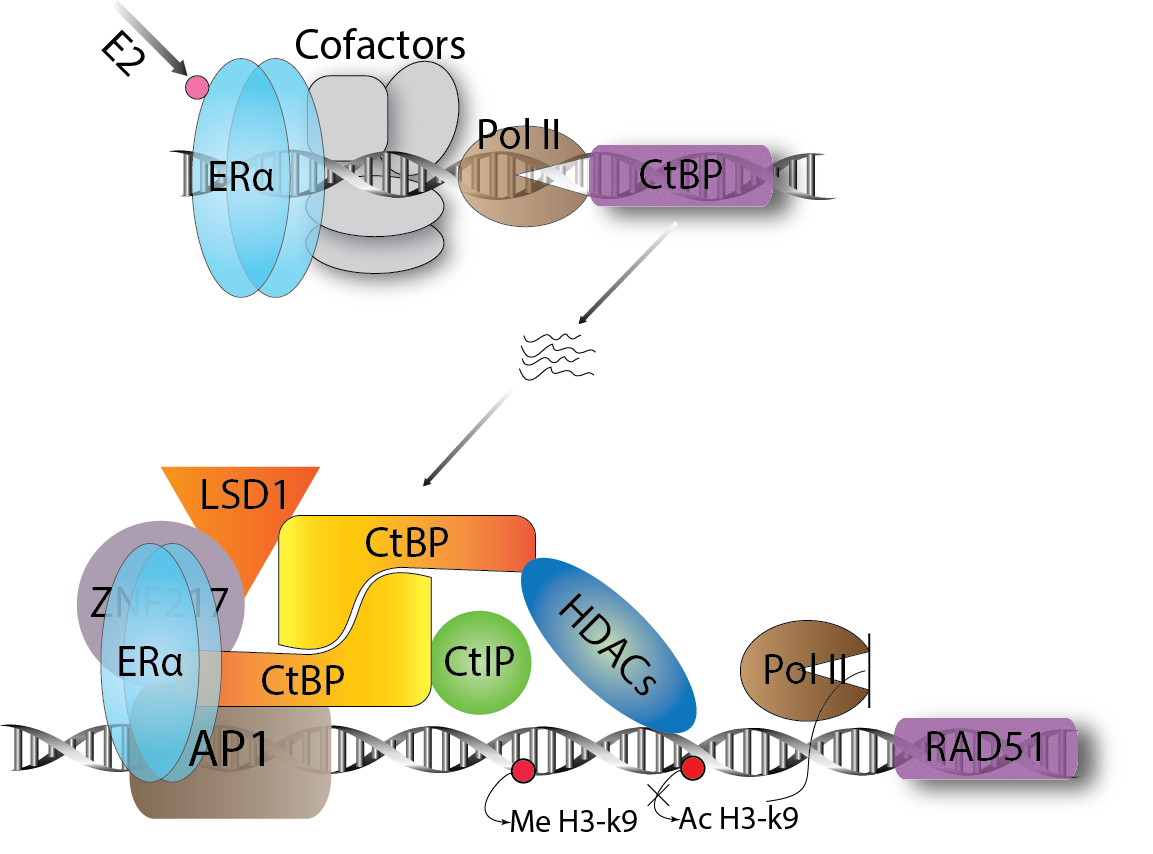 E2
Cofactors
Pol II
ERα
CtBP
LSD1
CtBP
ZNF217
HDACs
ERα
CtBP
CtIP
Pol II
AP1
RAD51
Me H3-k9
Ac H3-k9